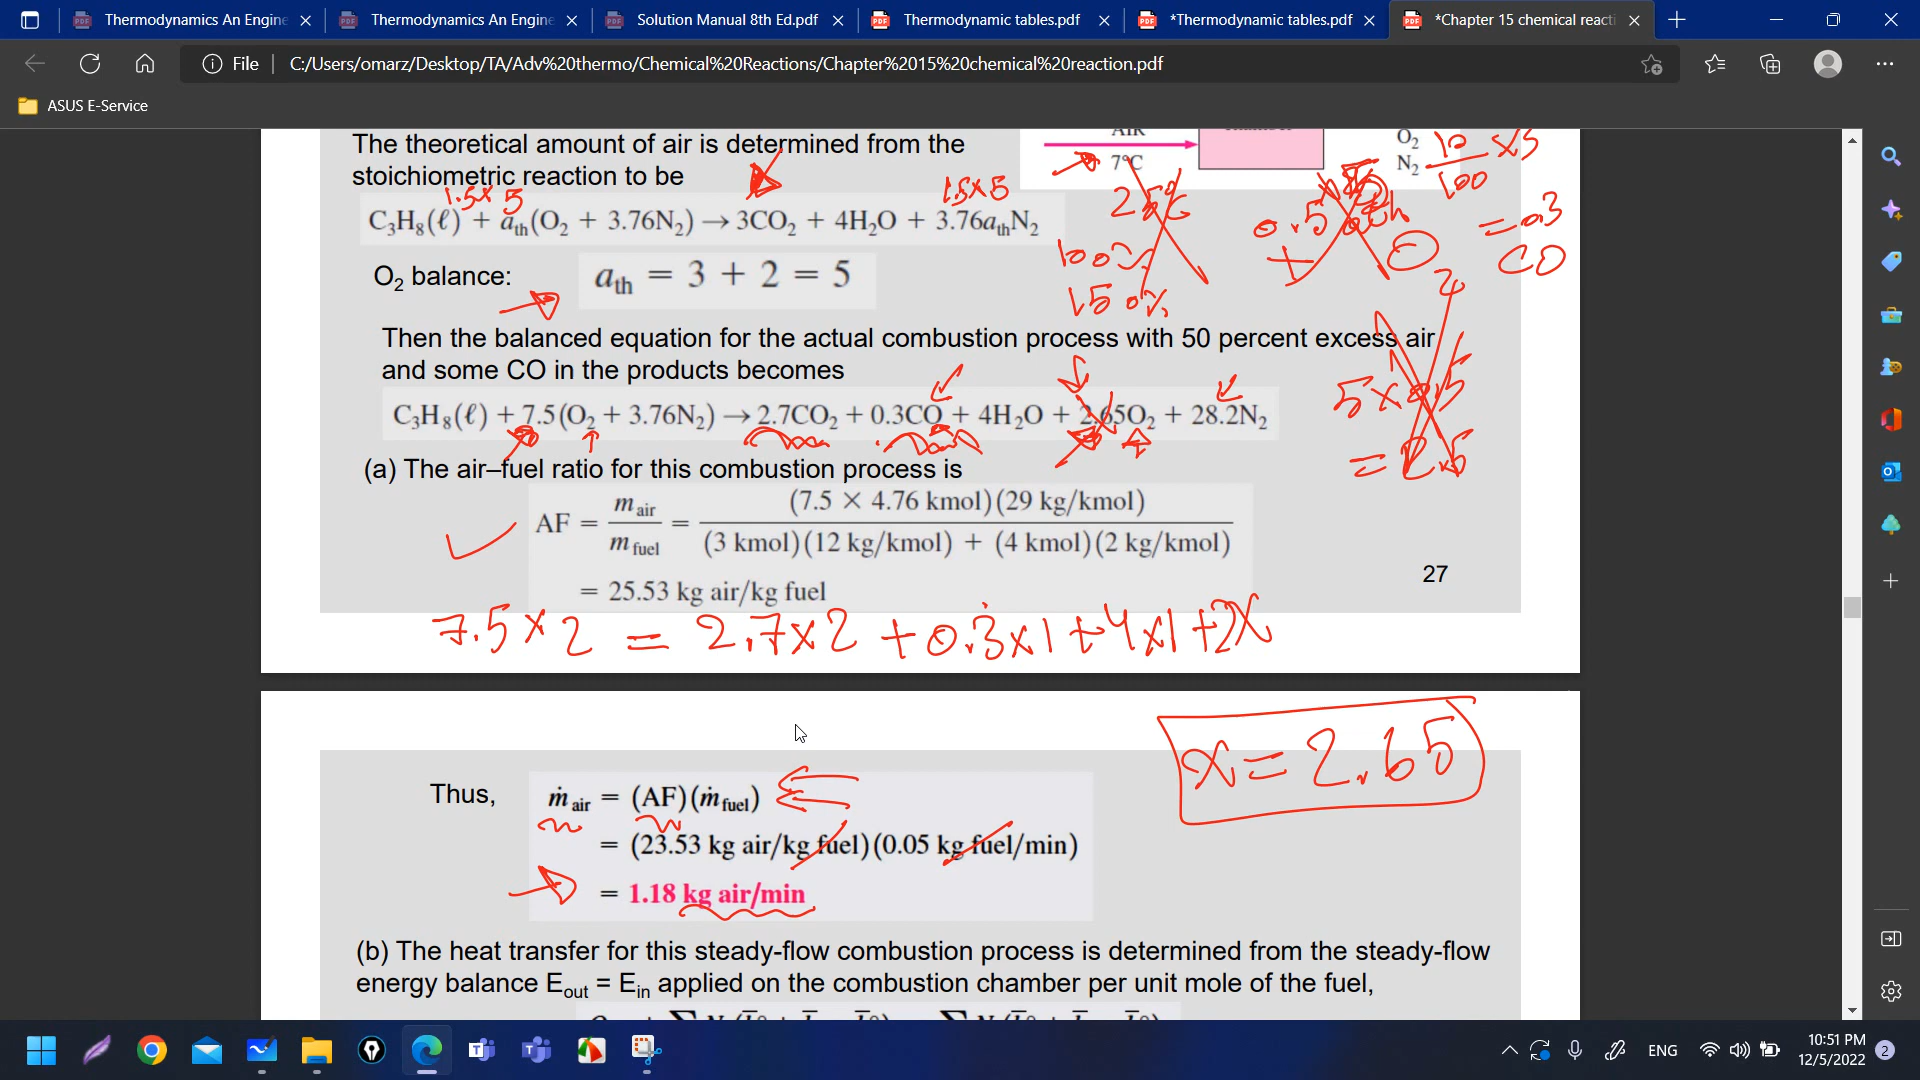 Thermodynamics An Engine
Thermodynamics An Engine
Solution Manual 8th Ed.pdf
Thermodynamic tables.pdf
*Thermodynamic tables.pdf
*Chapter 15 chemical reacti
File
C:/Users/omarz/Desktop/TA/Adv%20thermo/Chemical%20Reactions/Chapter%2015%20chemical%20reaction.pdf
ASUS E-Service
The theoretical amount of air is determined from the
stoichiometric reaction to be
AIR
7°C
O₂
N₂
12/100 × 3
= 0.3
CO
1.5×5
1.5×5
C₃H₈(ℓ) + aₜₕ(O₂ + 3.76N₂) → 3CO₂ + 4H₂O + 3.76aₜₕN₂
O₂ balance:
aₜₕ = 3 + 2 = 5
100%
150%
Then the balanced equation for the actual combustion process with 50 percent excess air
and some CO in the products becomes
C₃H₈(ℓ) + 7.5(O₂ + 3.76N₂) → 2.7CO₂ + 0.3CO + 4H₂O + 2.65O₂ + 28.2N₂
5×0.5
= 2.5
(a) The air–fuel ratio for this combustion process is
AF = m air / m fuel = (7.5 × 4.76 kmol)(29 kg/kmol) / (3 kmol)(12 kg/kmol) + (4 kmol)(2 kg/kmol)
= 25.53 kg air/kg fuel
27
7.5 × 2 = 2.7×2 + 0.3×1 + 4×1 + 2x
x = 2.65
Thus,
ṁ air = (AF)(ṁ fuel)
= (23.53 kg air/kg fuel)(0.05 kg fuel/min)
= 1.18 kg air/min
(b) The heat transfer for this steady-flow combustion process is determined from the steady-flow
energy balance Eout = Ein applied on the combustion chamber per unit mole of the fuel,
ENG
10:51 PM
12/5/2022
2